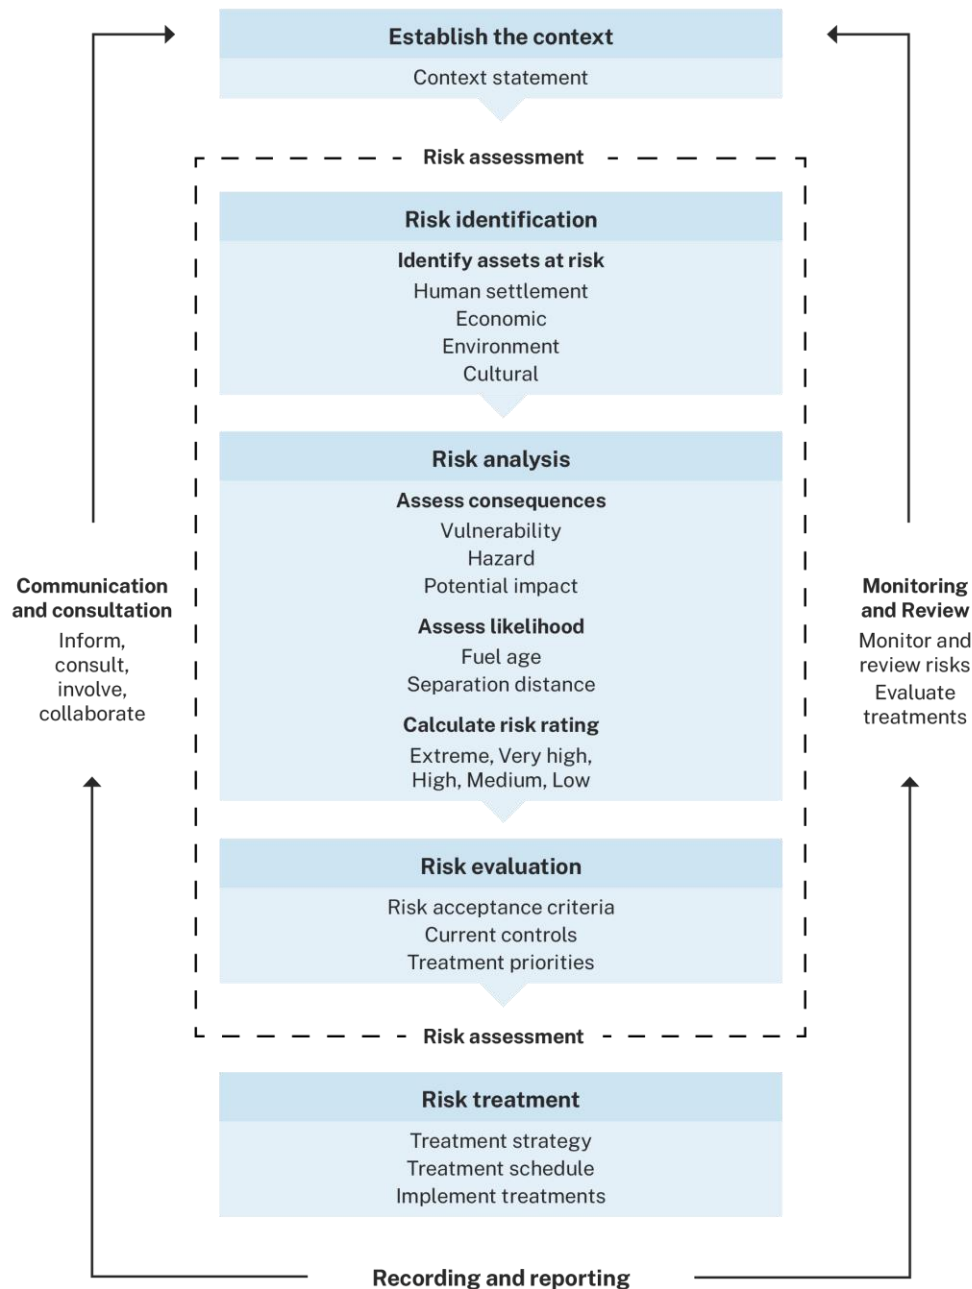 Establish the context
Context statement
Risk assessment
Risk identification
Identify assets at risk
Human settlement
Economic
Environment
Cultural
Risk analysis
Assess consequences
Vulnerability
Hazard
Potential impact
Assess likelihood
Fuel age
Separation distance
Calculate risk rating
Extreme, Very high,
High, Medium, Low
Risk evaluation
Risk acceptance criteria
Current controls
Treatment priorities
Risk assessment
Risk treatment
Treatment strategy
Treatment schedule
Implement treatments
Communication
and consultation
Inform,
consult,
involve,
collaborate
Monitoring
and Review
Monitor and
review risks
Evaluate
treatments
Recording and reporting